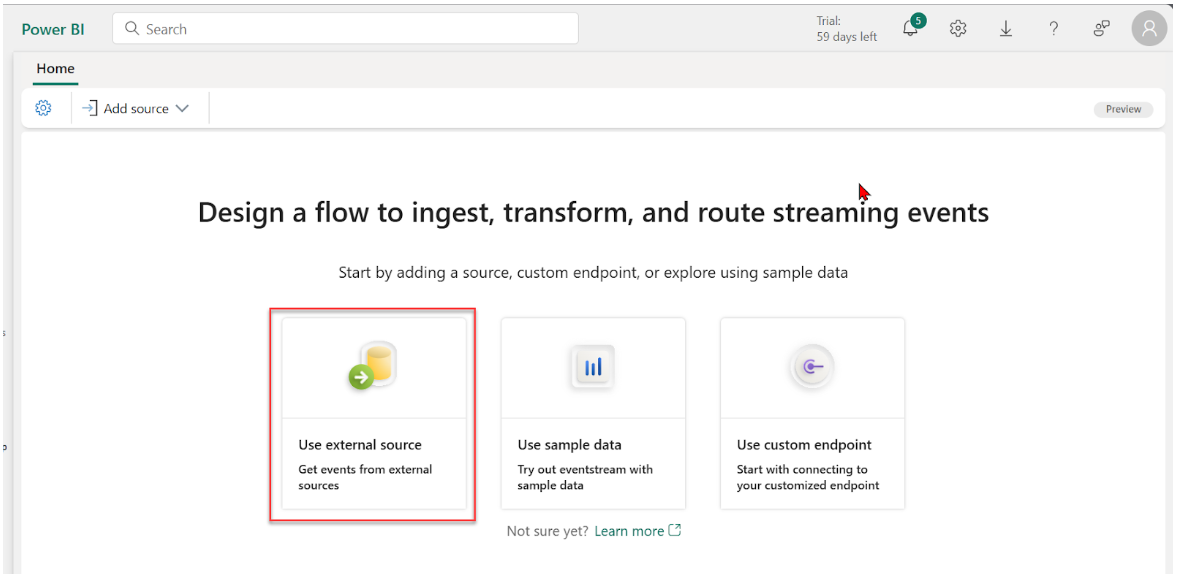 Power BI
Search
Trial:
59 days left
5
Home
Add source
Preview
Design a flow to ingest, transform, and route streaming events
Start by adding a source, custom endpoint, or explore using sample data
Use external source
Get events from external
sources
Use sample data
Try out eventstream with
sample data
Use custom endpoint
Start with connecting to
your customized endpoint
Not sure yet? Learn more